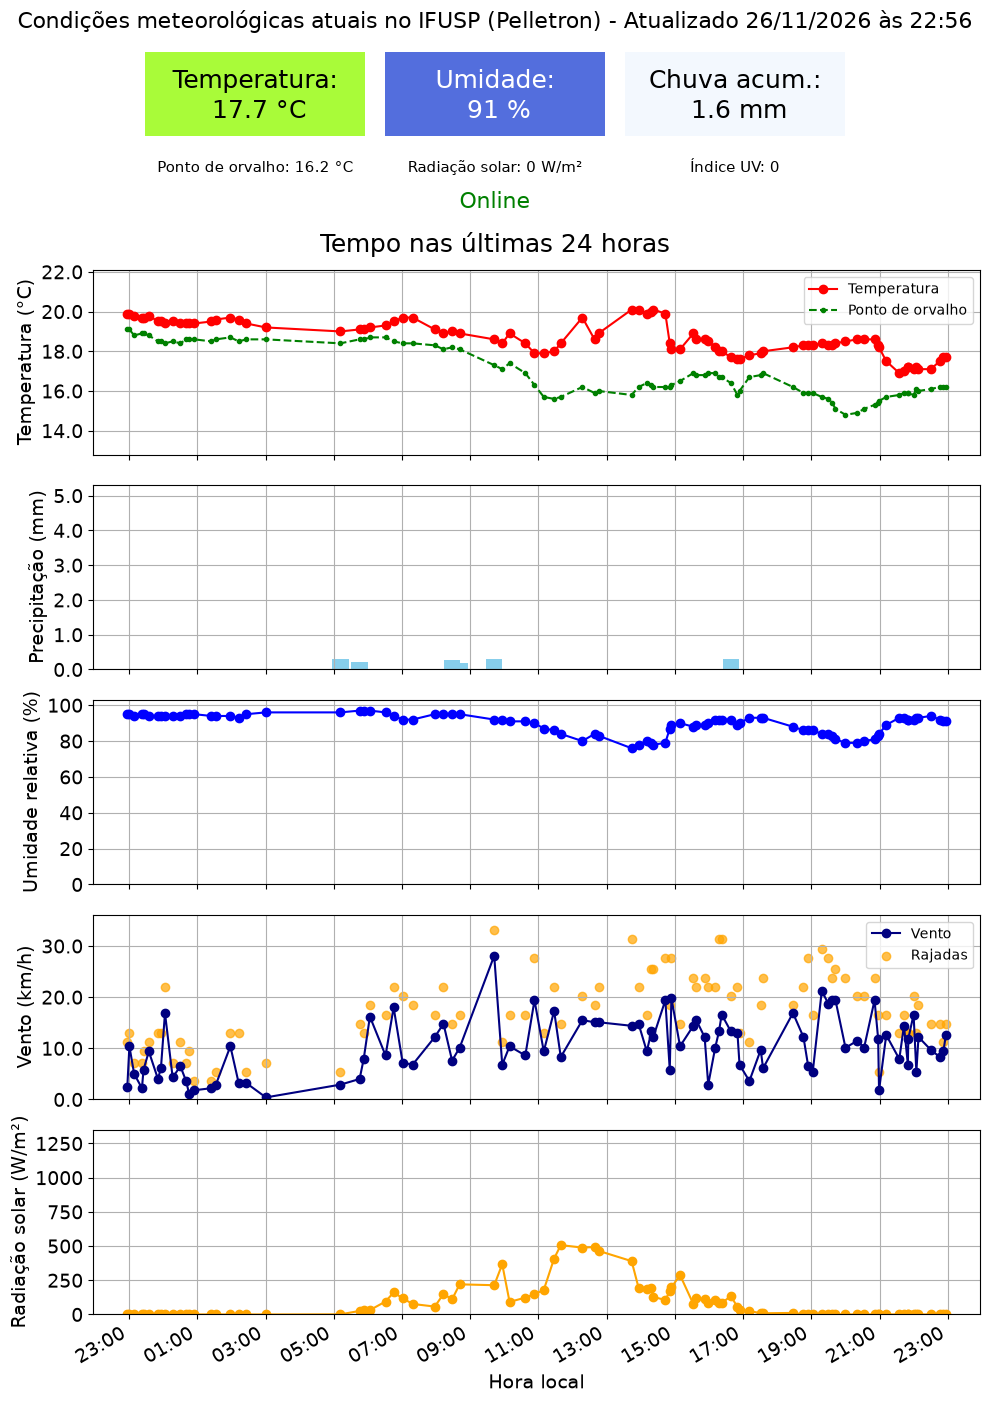 Condições meteorológicas atuais no IFUSP (Pelletron) - Atualizado 26/11/2026 às 22:56
Temperatura:
17.7 °C
Umidade:
91 %
Chuva acum.:
1.6 mm
Ponto de orvalho: 16.2 °C
Radiação solar: 0 W/m²
Índice UV: 0
Online
Tempo nas últimas 24 horas
Temperatura (°C)
22.0
20.0
18.0
16.0
14.0
Temperatura
Ponto de orvalho
Precipitação (mm)
5.0
4.0
3.0
2.0
1.0
0.0
Umidade relativa (%)
100
80
60
40
20
0
Vento (km/h)
30.0
20.0
10.0
0.0
Vento
Rajadas
Radiação solar (W/m²)
1250
1000
750
500
250
0
23:00
01:00
03:00
05:00
07:00
09:00
11:00
13:00
15:00
17:00
19:00
21:00
23:00
Hora local